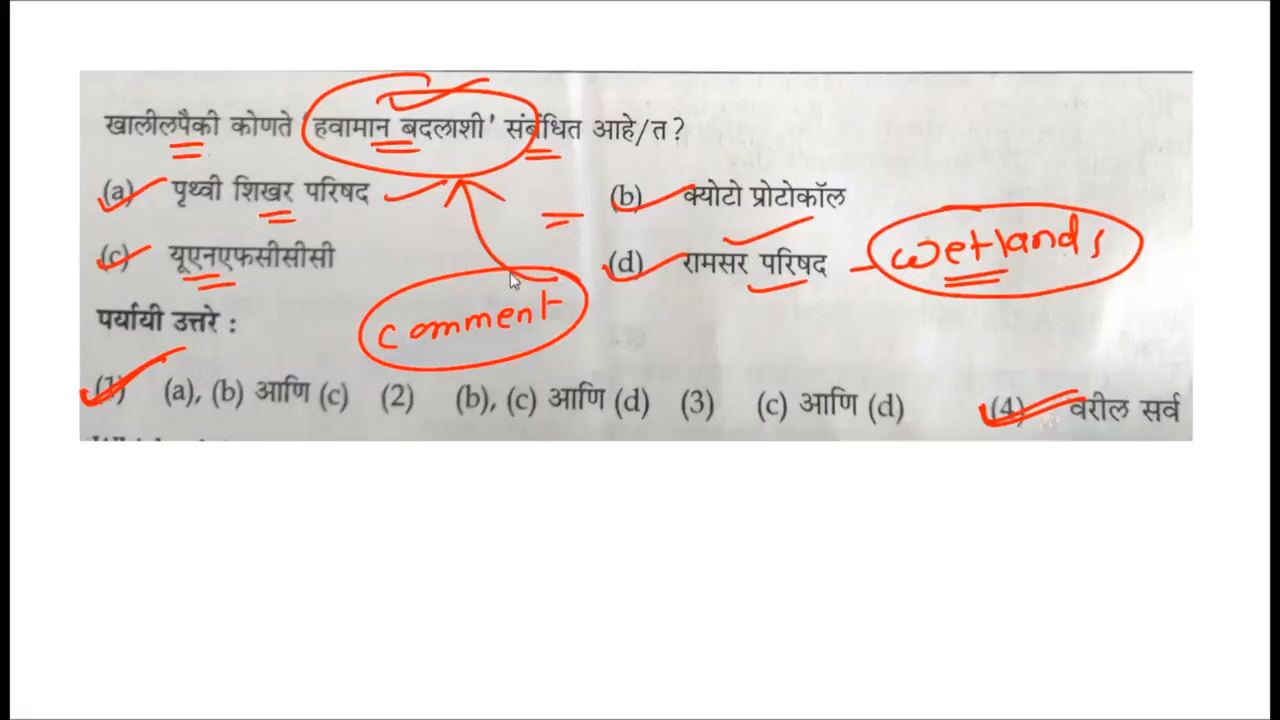 खालीलपैकी कोणते 'हवामान बदलाशी' संबंधित आहे/त?
(a) पृथ्वी शिखर परिषद (b) क्योटो प्रोटोकॉल
(c) यूएनएफसीसीसी (d) रामसर परिषद - wetlands
comment
पर्यायी उत्तरे :
(1) (a), (b) आणि (c) (2) (b), (c) आणि (d) (3) (c) आणि (d) (4) वरील सर्व